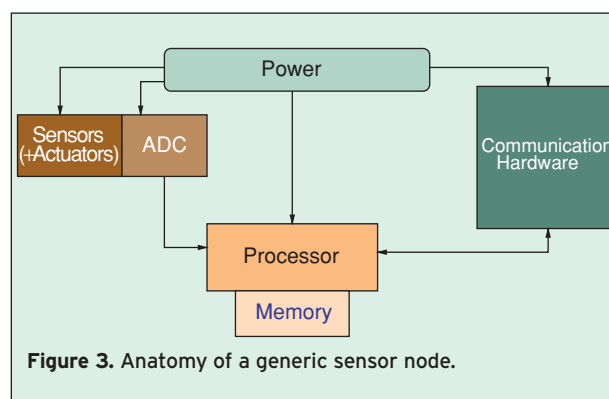 Power
Sensors
(+Actuators)
ADC
Communication
Hardware
Processor
Memory
Figure 3. Anatomy of a generic sensor node.